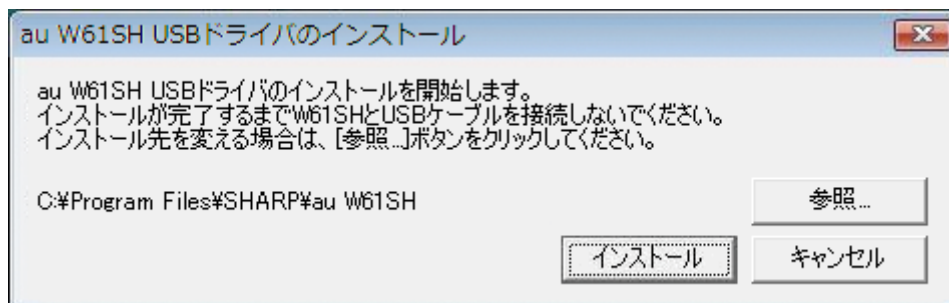 au W61SH USBドライバのインストール
au W61SH USBドライバのインストールを開始します。
インストールが完了するまでW61SHとUSBケーブルを接続しないでください。
インストール先を変える場合は、[参照...]ボタンをクリックしてください。
C:¥Program Files¥SHARP¥au W61SH
参照...
インストール
キャンセル